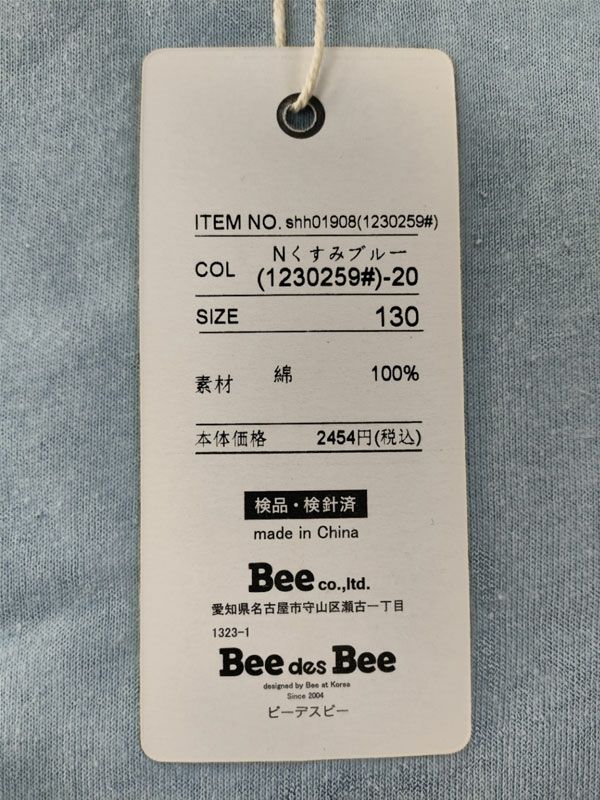 ITEM NO. shh01908(1230259#)
Nくすみブルー
COL (1230259#)-20
SIZE 130
素材 綿 100%
本体価格 2454円(税込)
検品・検針済
made in China
Bee co.,ltd.
愛知県名古屋市守山区瀬古一丁目
1323-1
Bee des Bee
designed by Bee at Korea
Since 2004
ビーデスビー